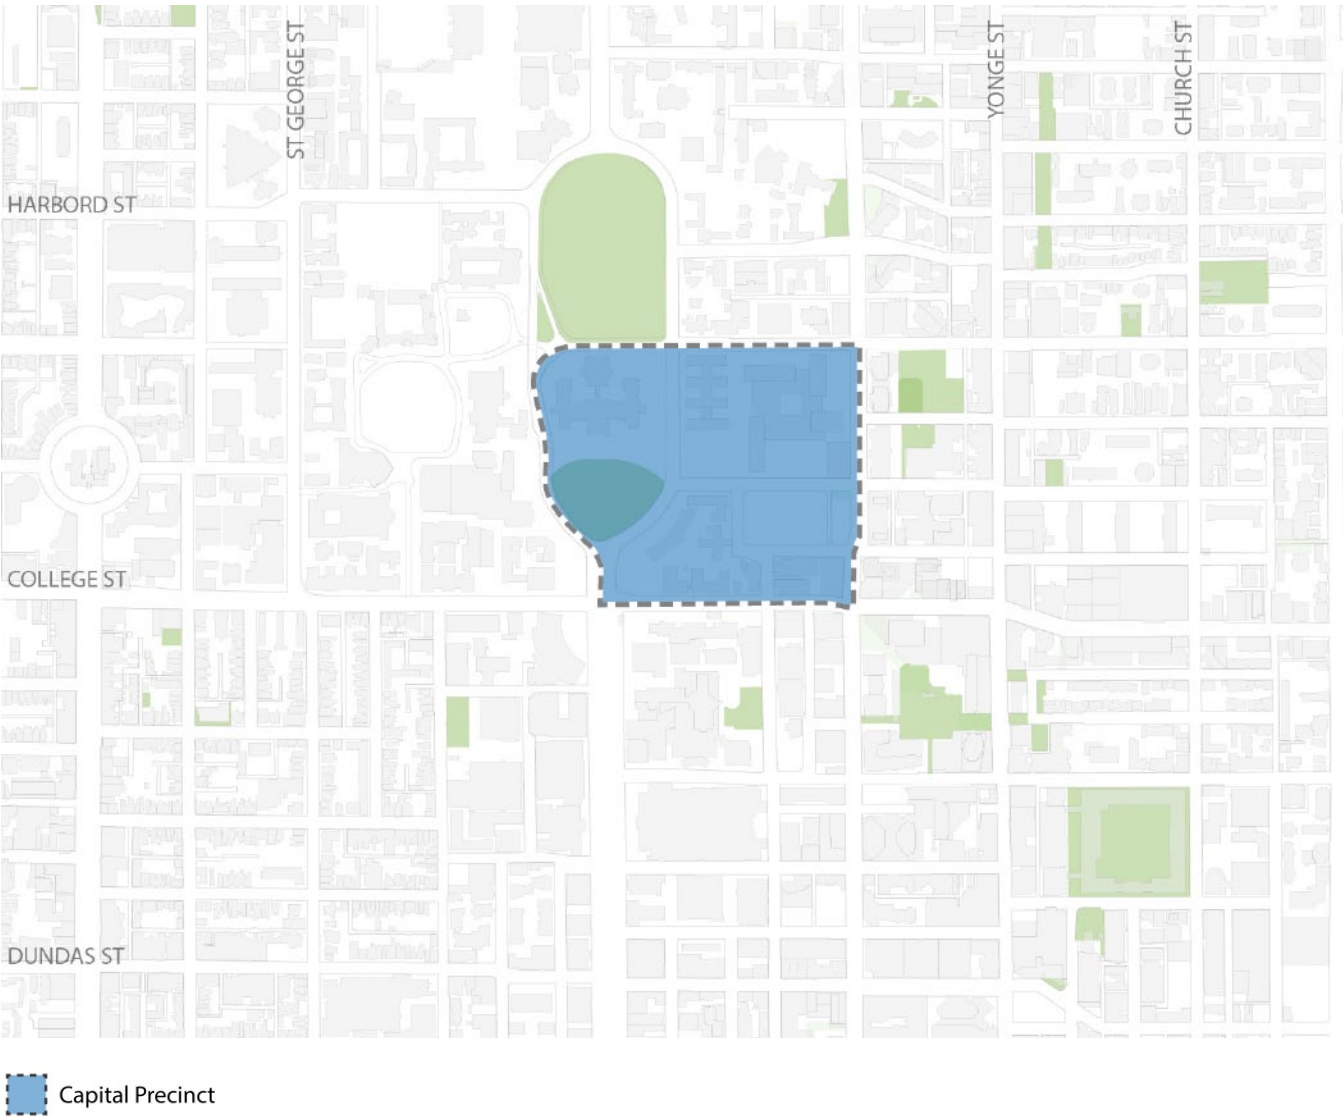 ST GEORGE ST
YONGE ST
CHURCH ST
HARBORD ST
COLLEGE ST
DUNDAS ST
Capital Precinct